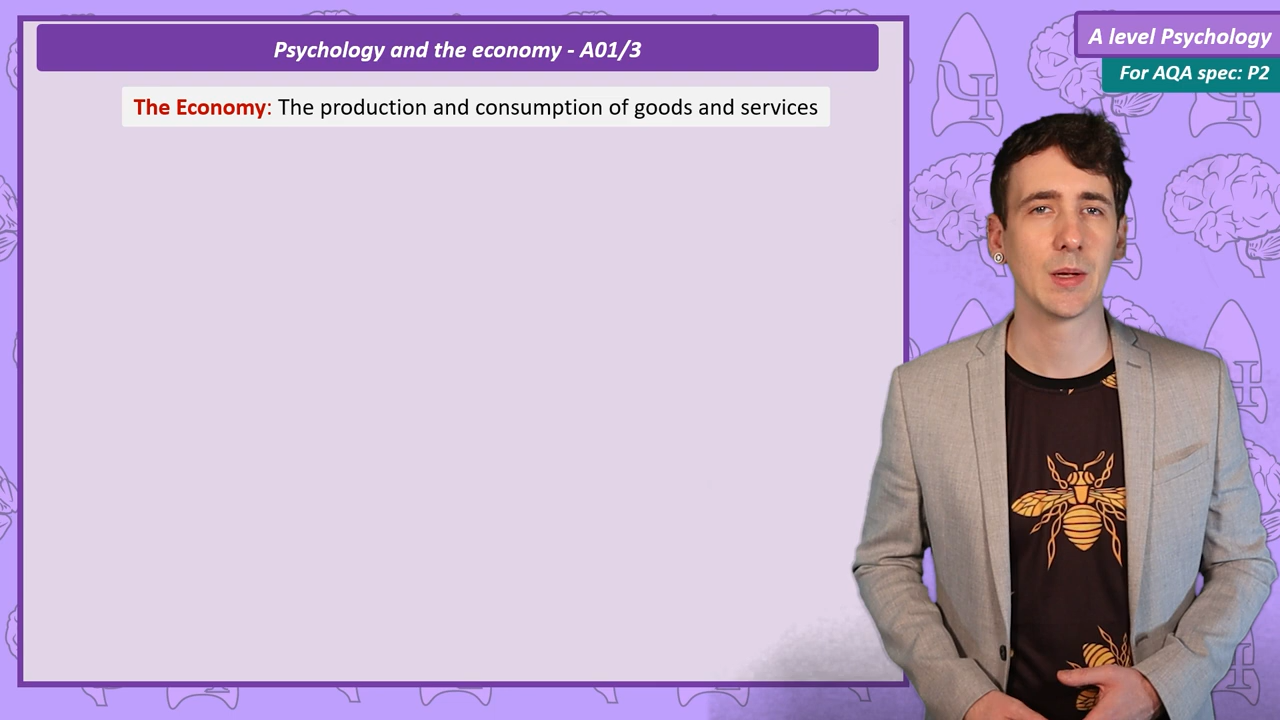 Psychology and the economy - A01/3
A level Psychology
For AQA spec: P2
The Economy: The production and consumption of goods and services